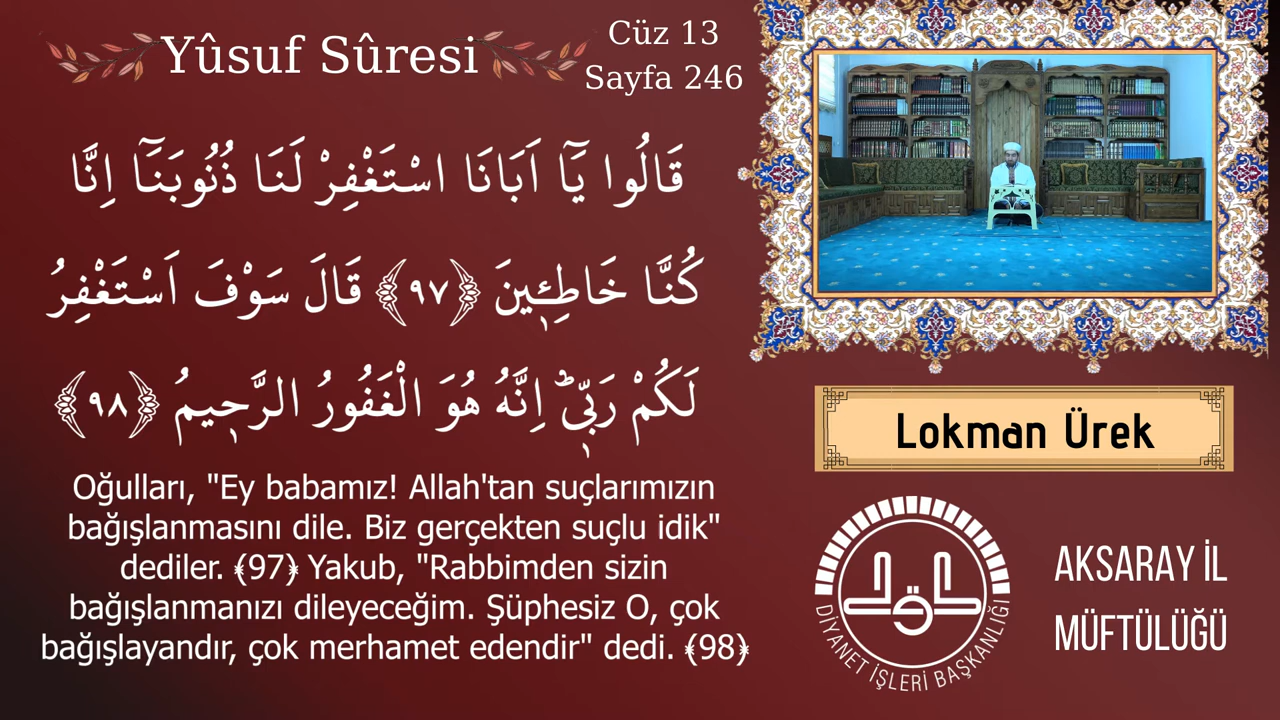 Yûsuf Sûresi
Cüz 13
Sayfa 246
قَالُوا يَٓا اَبَانَا اسْتَغْفِرْ لَنَا ذُنُوبَنَٓا اِنَّا
كُنَّا خَاطِـ۪ٔينَ ﴿٩٧﴾ قَالَ سَوْفَ اَسْتَغْفِرُ
لَكُمْ رَبّ۪يۜ اِنَّهُ هُوَ الْغَفُورُ الرَّح۪يمُ ﴿٩٨﴾
Oğulları, "Ey babamız! Allah'tan suçlarımızın
bağışlanmasını dile. Biz gerçekten suçlu idik"
dediler. ﴾97﴿ Yakub, "Rabbimden sizin
bağışlanmanızı dileyeceğim. Şüphesiz O, çok
bağışlayandır, çok merhamet edendir" dedi. ﴾98﴿
Lokman Ürek
DİYANET İŞLERİ BAŞKANLIĞI
AKSARAY İL
MÜFTÜLÜĞÜ